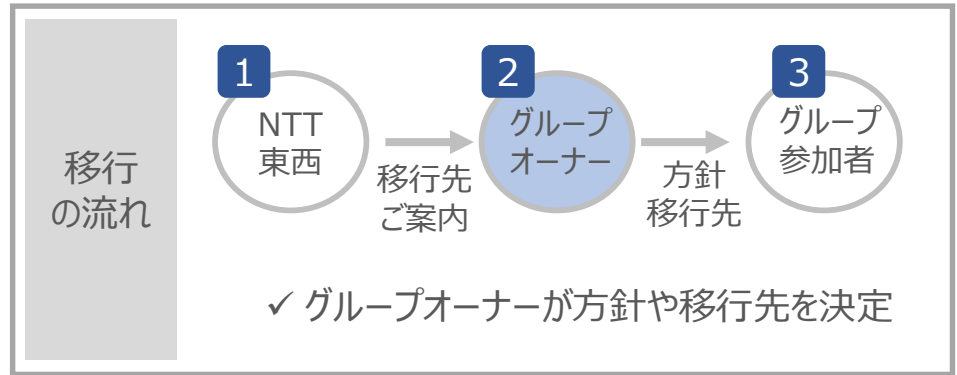 移行
の流れ
1
NTT
東西
移行先
ご案内
2
グループ
オーナー
方針
移行先
3
グループ
参加者
✓ グループオーナーが方針や移行先を決定